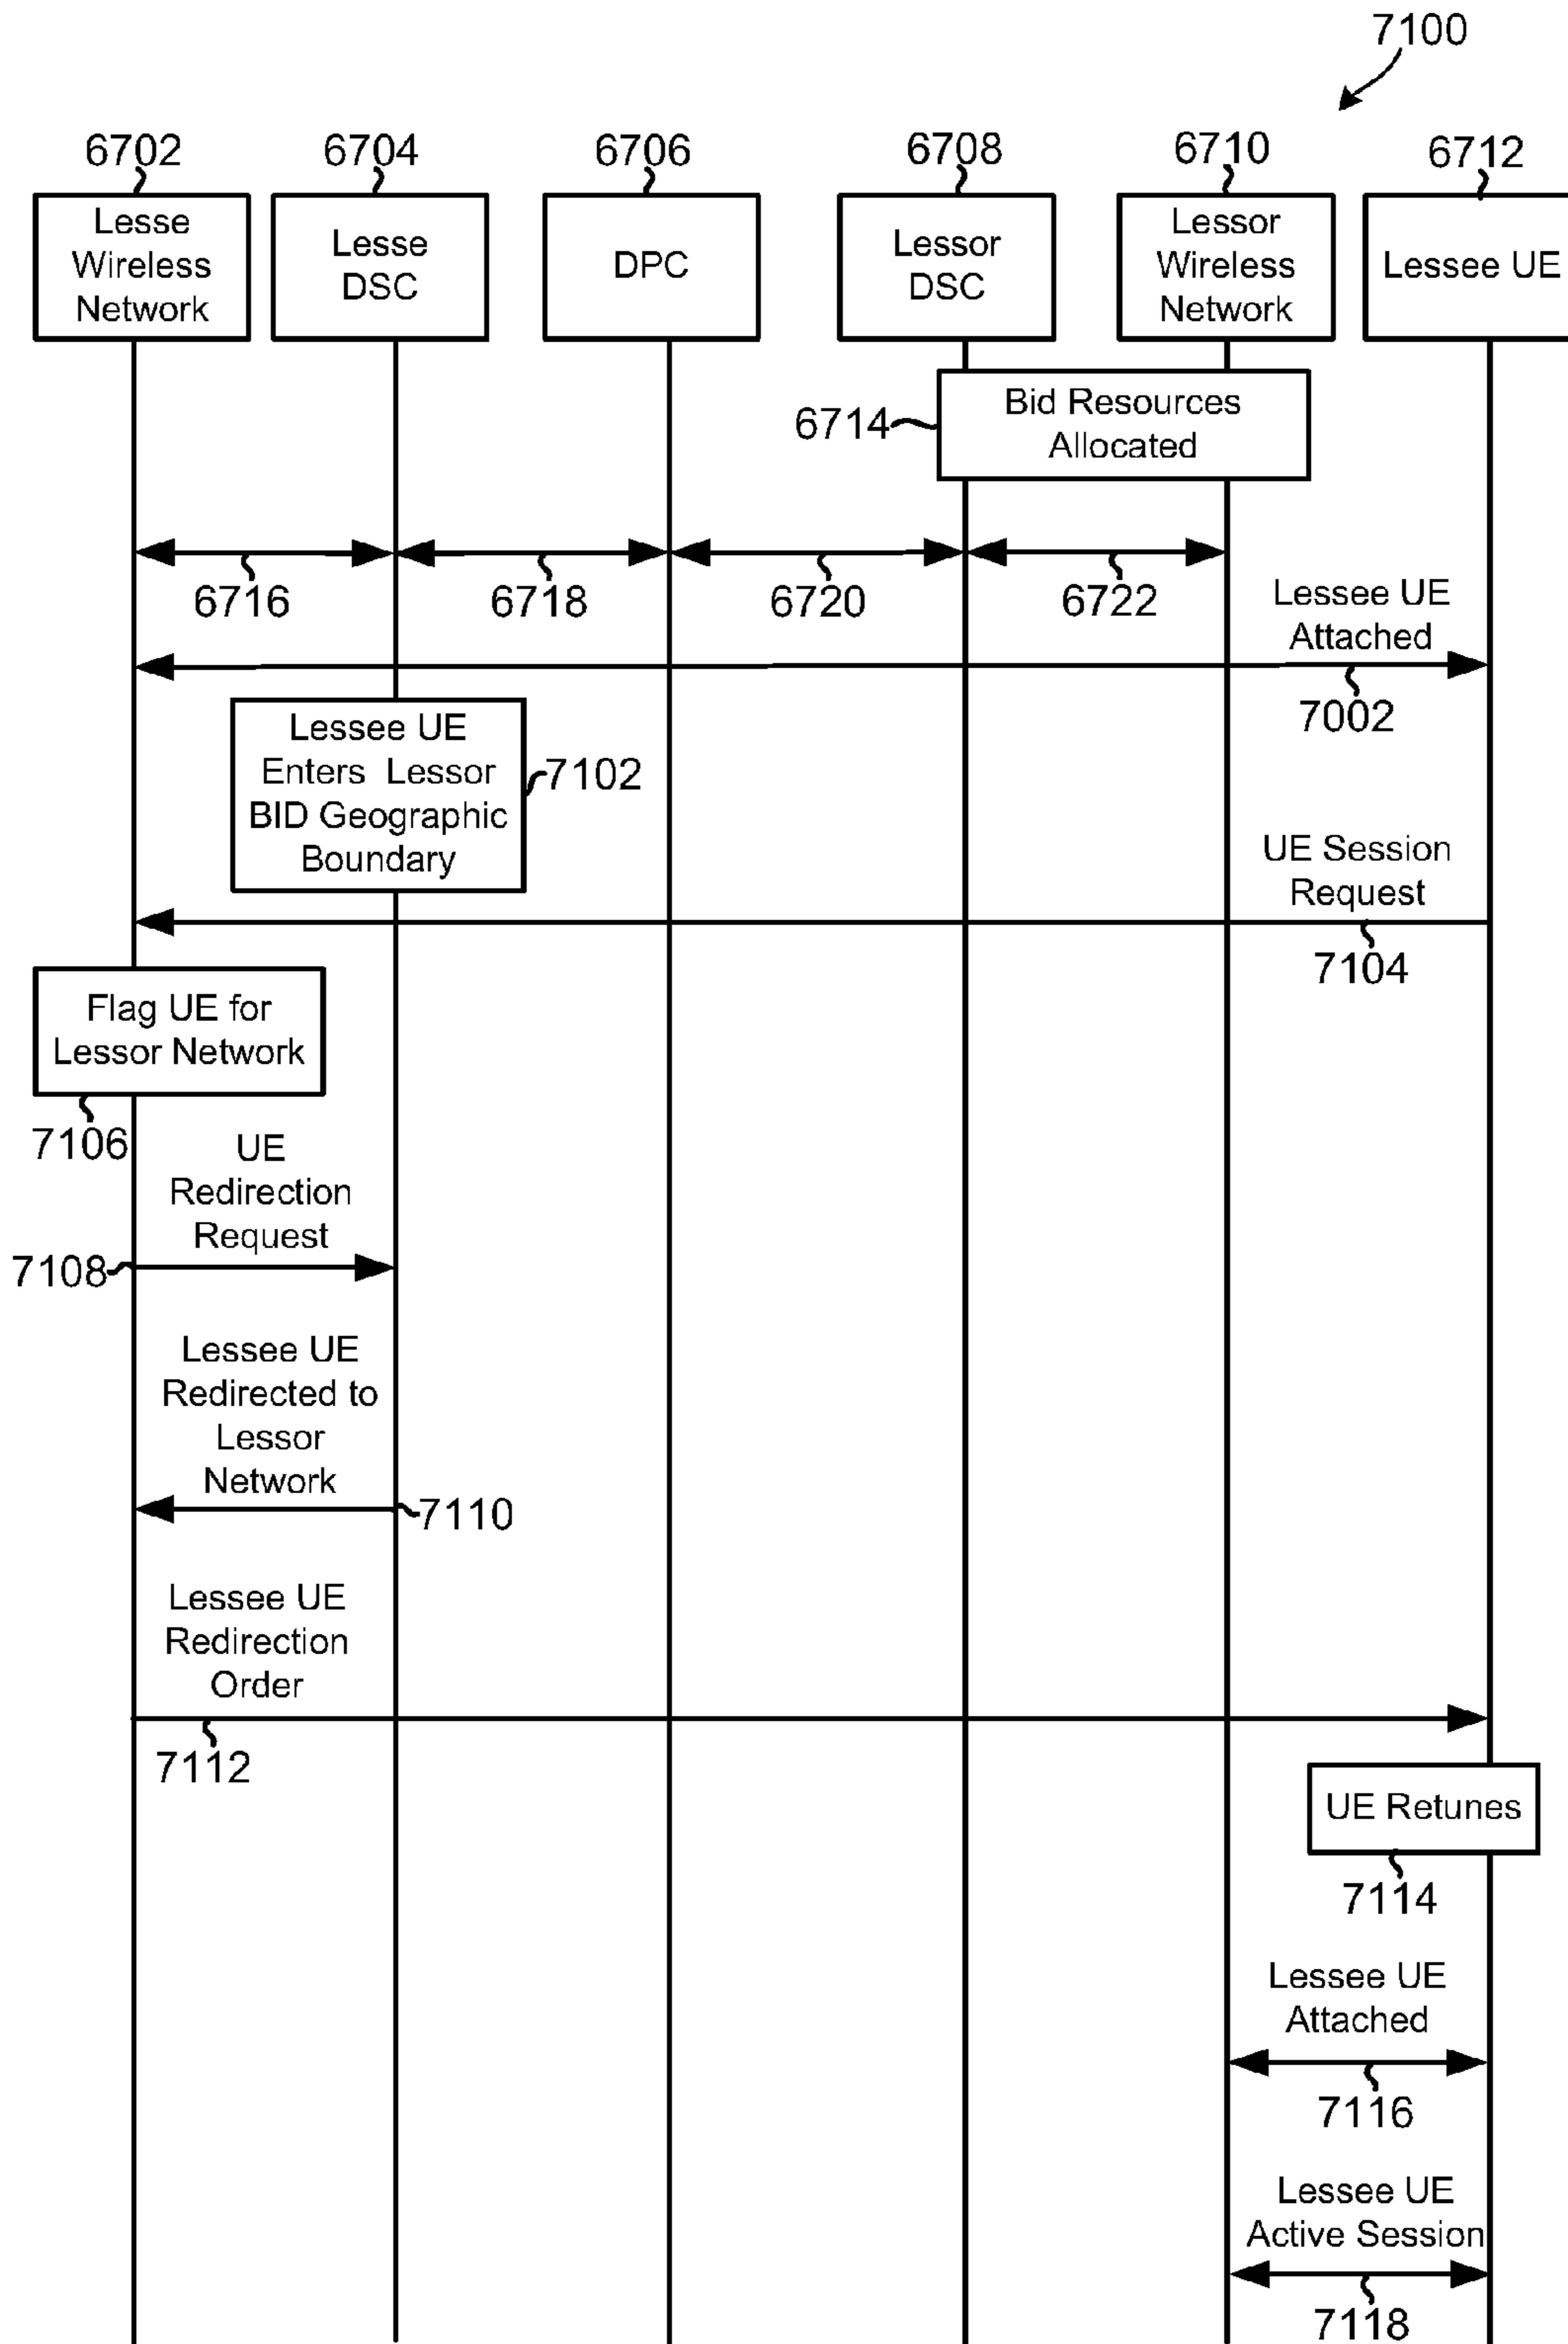 7100
6702
6704
6706
6708
6710
6712
Lesse
Wireless
Network
Lesse
DSC
DPC
Lessor
DSC
Lessor
Wireless
Network
Lessee UE
6714
Bid Resources
Allocated
6716
6718
6720
6722
Lessee UE
Attached
7002
Lessee UE
Enters Lessor
BID Geographic
Boundary
7102
UE Session
Request
7104
Flag UE for
Lessor Network
7106
UE
Redirection
Request
7108
Lessee UE
Redirected to
Lessor
Network
7110
Lessee UE
Redirection
Order
7112
UE Retunes
7114
Lessee UE
Attached
7116
Lessee UE
Active Session
7118